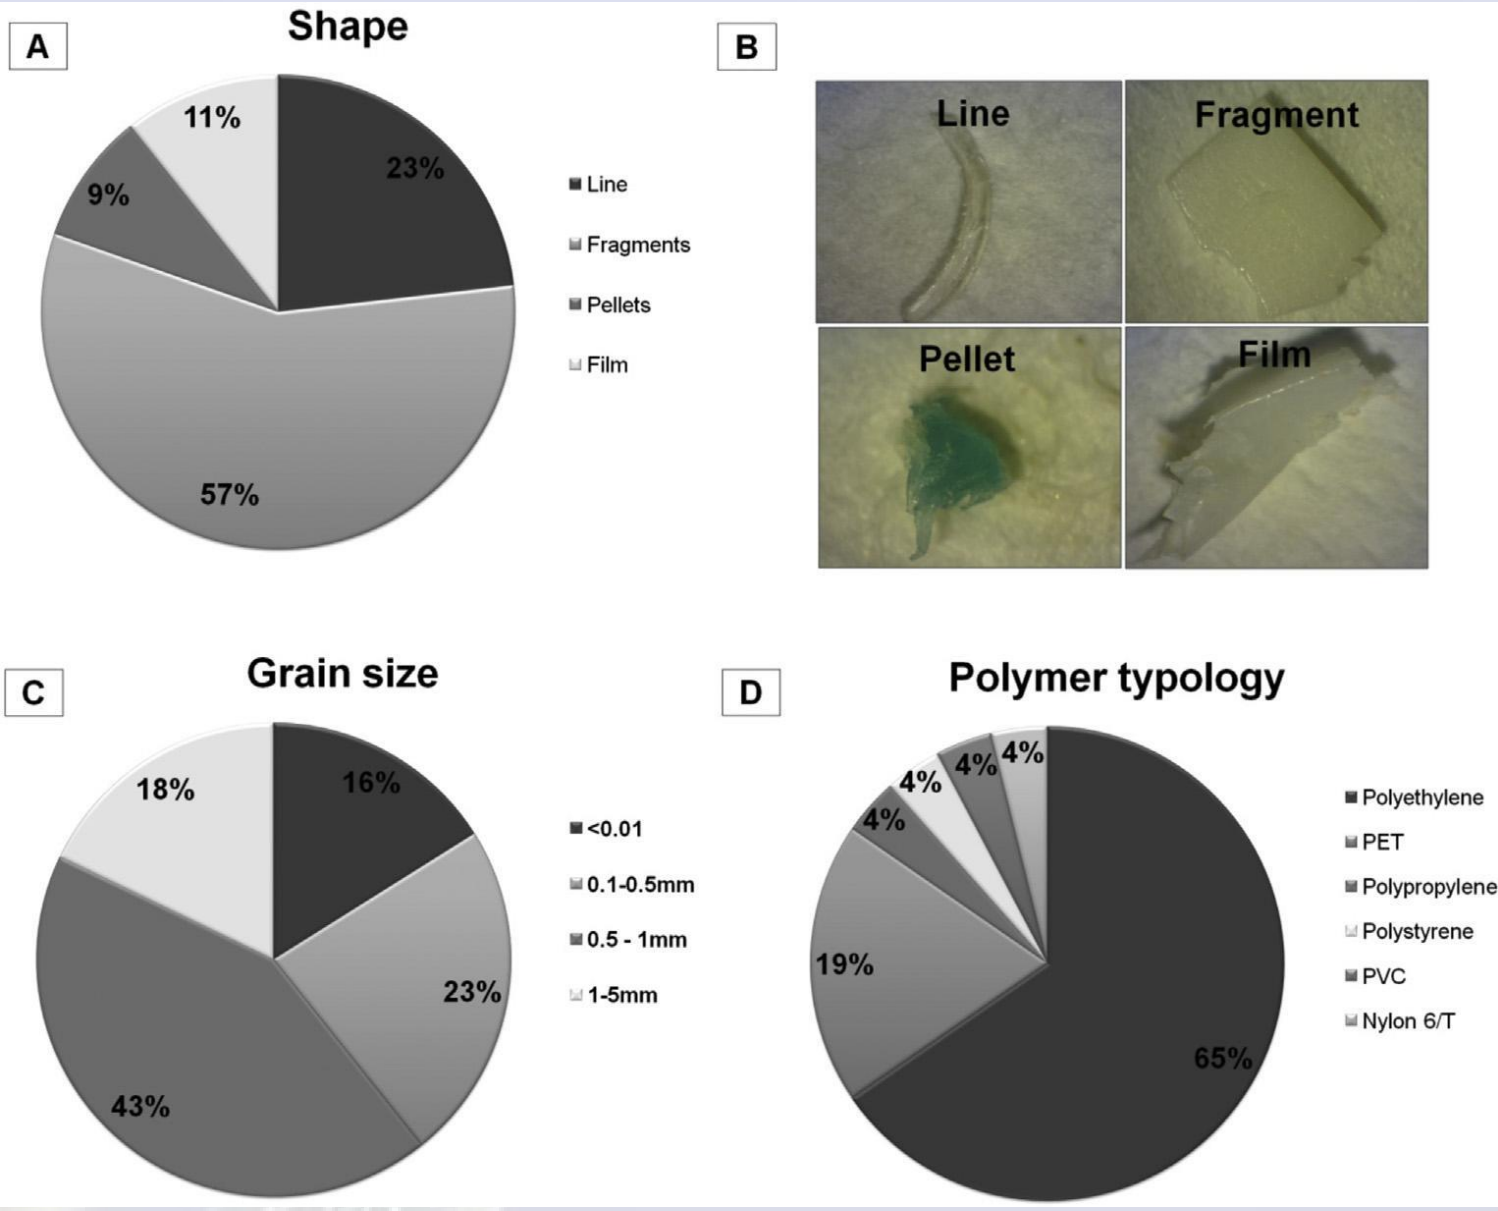 A
Shape
11%
23%
9%
57%
Line
Fragments
Pellets
Film
B
Line
Fragment
Pellet
Film
C
Grain size
18%
16%
23%
43%
<0.01
0.1-0.5mm
0.5 - 1mm
1-5mm
D
Polymer typology
4%
4%
4%
4%
19%
65%
Polyethylene
PET
Polypropylene
Polystyrene
PVC
Nylon 6/T